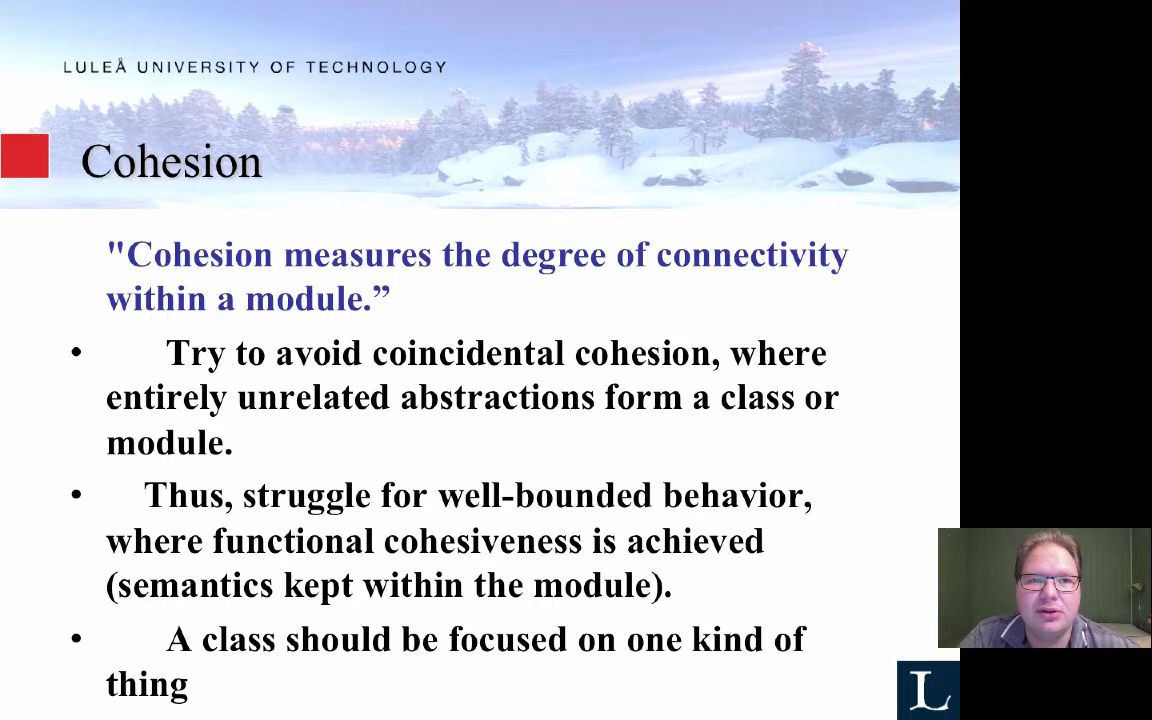 LULEÅ UNIVERSITY OF TECHNOLOGY
Cohesion
"Cohesion measures the degree of connectivity
within a module.”
• Try to avoid coincidental cohesion, where
entirely unrelated abstractions form a class or
module.
• Thus, struggle for well-bounded behavior,
where functional cohesiveness is achieved
(semantics kept within the module).
• A class should be focused on one kind of
thing
L